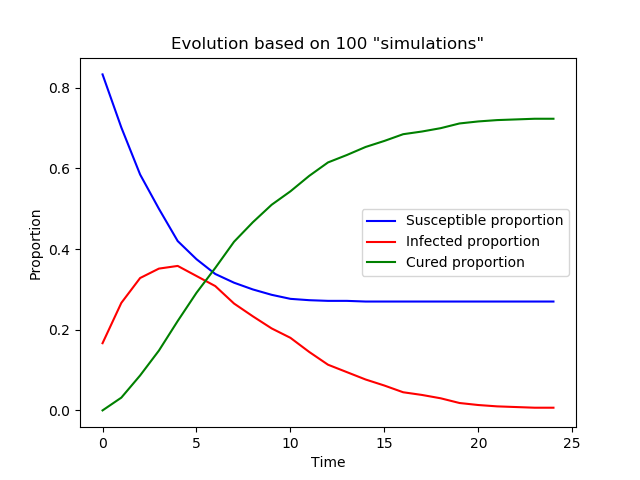 Evolution based on 100 "simulations"
Proportion
0.8
0.6
0.4
0.2
0.0
Susceptible proportion
Infected proportion
Cured proportion
0 5 10 15 20 25
Time